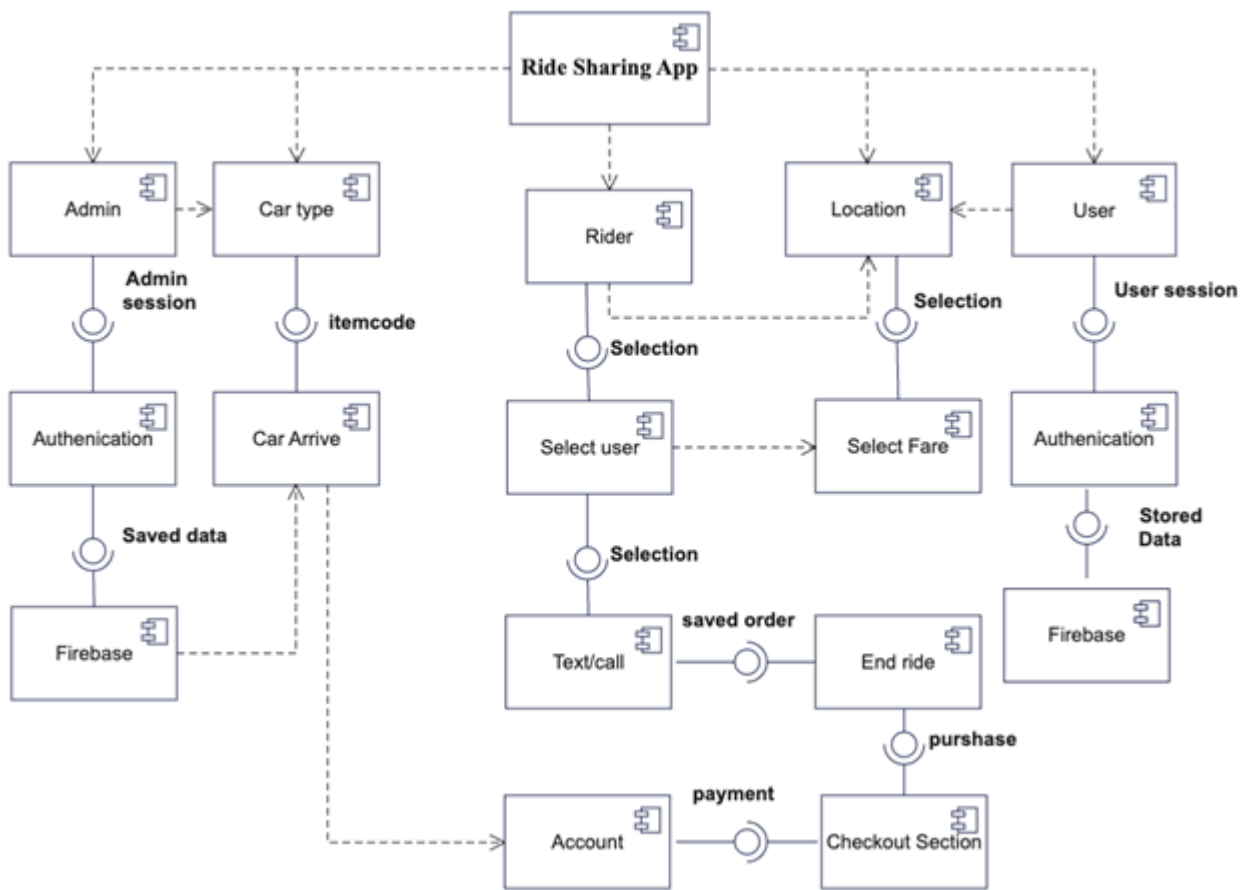 Ride Sharing App
Admin
Car type
Rider
Location
User
Admin
session
itemcode
Selection
Selection
User session
Authenication
Car Arrive
Select user
Select Fare
Authenication
Saved data
Selection
Stored
Data
Firebase
saved order
Text/call
End ride
Firebase
purshase
payment
Account
Checkout Section